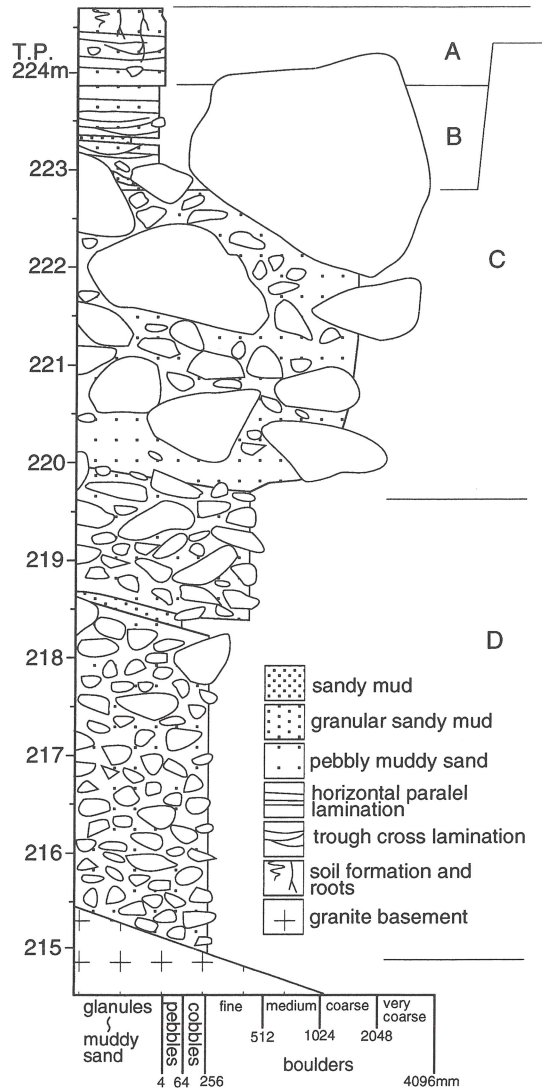 T.P.
224m
223
222
221
220
219
218
217
216
215
A
B
C
D
sandy mud
granular sandy mud
pebbly muddy sand
horizontal paralel
lamination
trough cross lamination
soil formation and
roots
granite basement
glanules
~
muddy
sand
pebbles
cobbles
fine
medium
coarse
very
coarse
4
64
256
512
1024
2048
4096mm
boulders